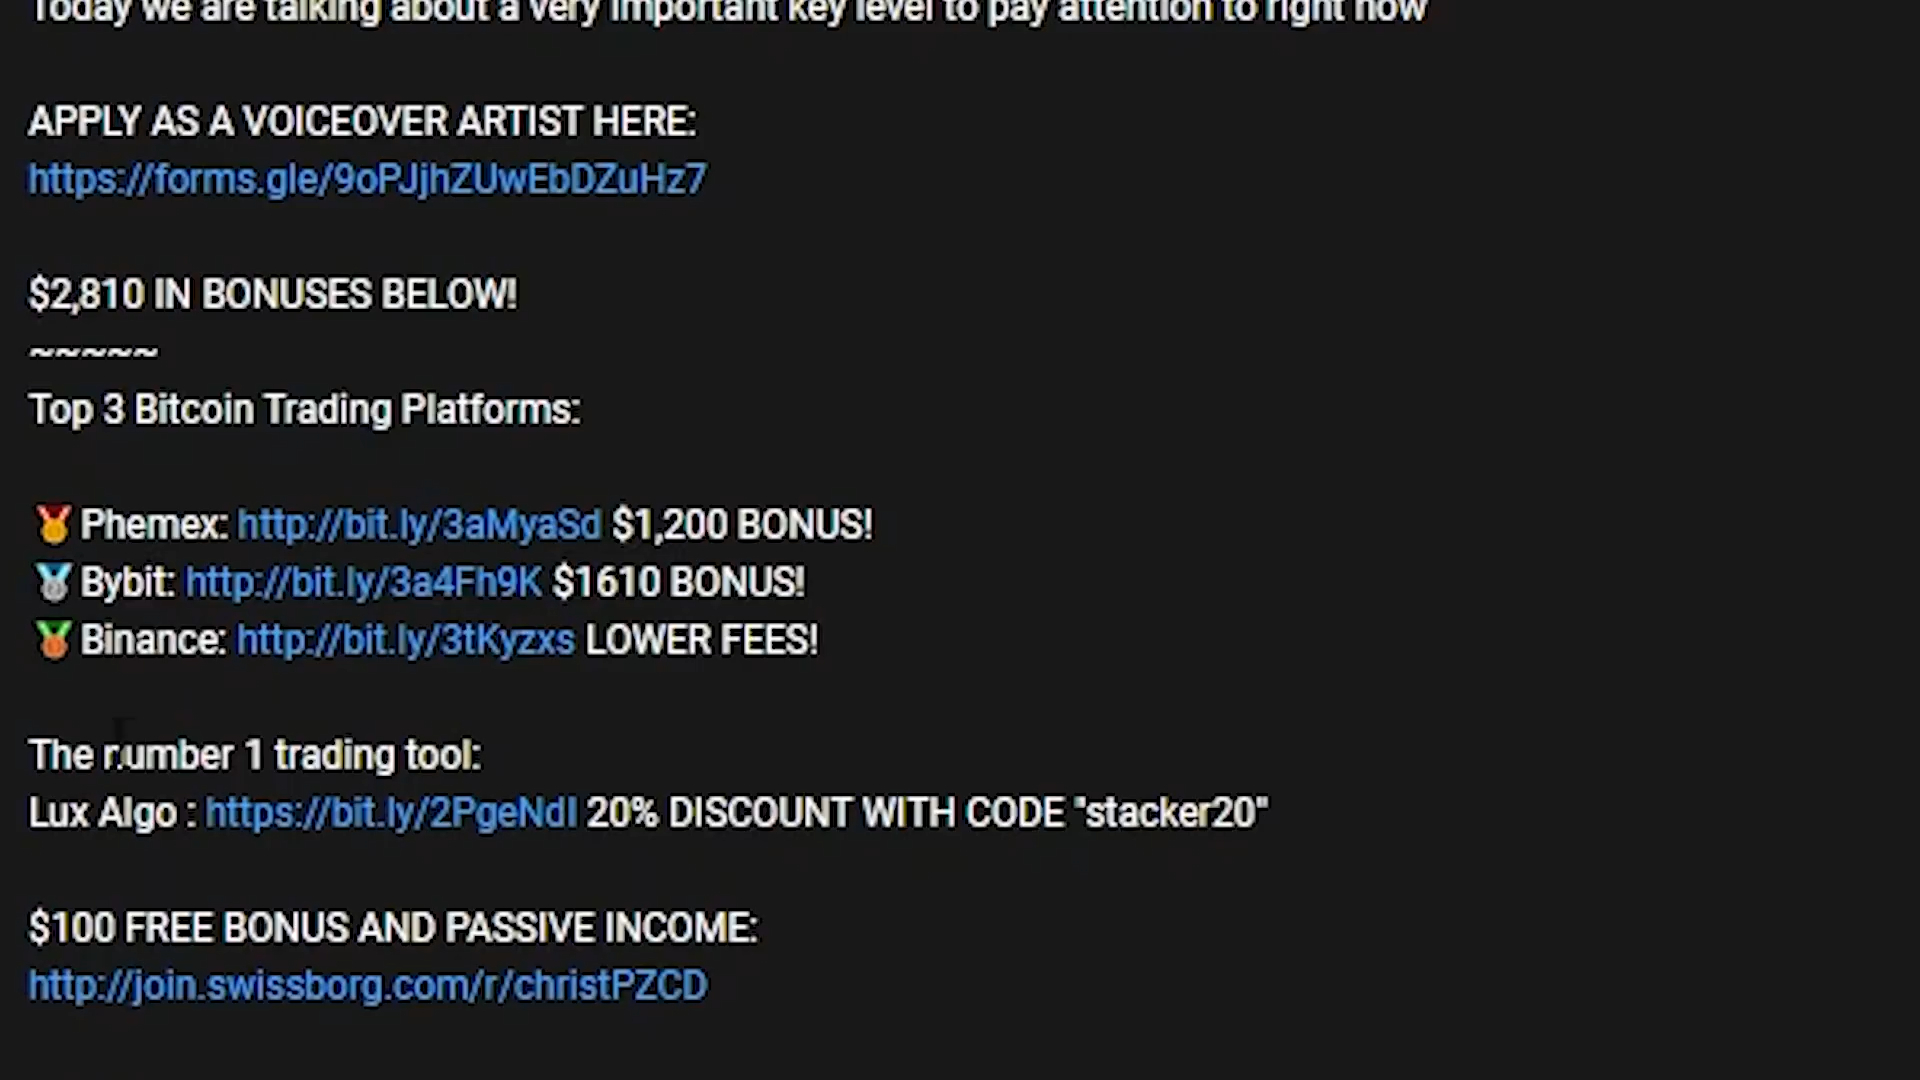 Today we are talking about a very important key level to pay attention to right now
APPLY AS A VOICEOVER ARTIST HERE:
https://forms.gle/9oPJjhZUwEbDZuHz7
$2,810 IN BONUSES BELOW!
~~~~~
Top 3 Bitcoin Trading Platforms:
🥇Phemex: http://bit.ly/3aMyaSd $1,200 BONUS!
🥈Bybit: http://bit.ly/3a4Fh9K $1610 BONUS!
🥉Binance: http://bit.ly/3tKyzxs LOWER FEES!
The number 1 trading tool:
Lux Algo : https://bit.ly/2PgeNdI 20% DISCOUNT WITH CODE "stacker20"
$100 FREE BONUS AND PASSIVE INCOME:
http://join.swissborg.com/r/christPZCD